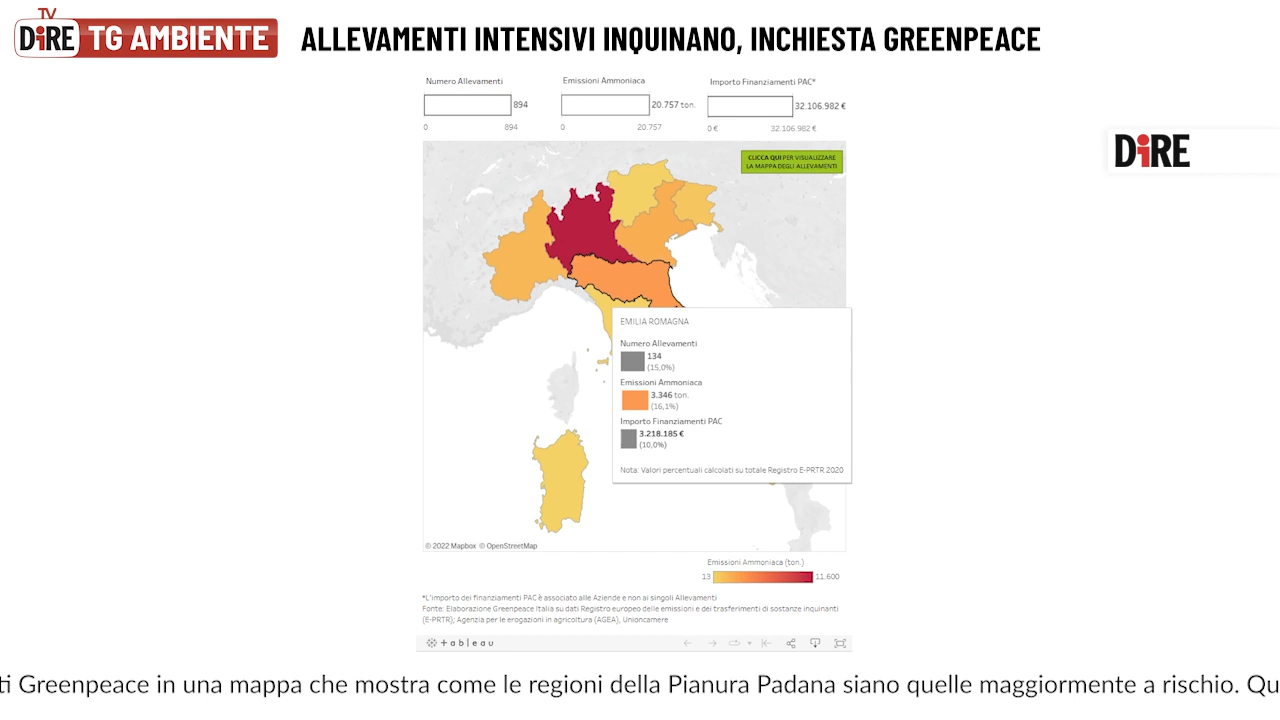 TV
DiRE TG AMBIENTE
ALLEVAMENTI INTENSIVI INQUINANO, INCHIESTA GREENPEACE
Numero Allevamenti
894
0 894
Emissioni Ammoniaca
20.757 ton.
0 20.757
Importo Finanziamenti PAC*
32.106.982 €
0 € 32.106.982 €
CLICCA QUI PER VISUALIZZARE
LA MAPPA DEGLI ALLEVAMENTI
DiRE
EMILIA ROMAGNA
Numero Allevamenti
134
(15,0%)
Emissioni Ammoniaca
3.346 ton.
(16,1%)
Importo Finanziamenti PAC
3.218.185 €
(10,0%)
Nota: Valori percentuali calcolati su totale Registro E-PRTR 2020
© 2022 Mapbox © OpenStreetMap
Emissioni Ammoniaca (ton.)
13 11.600
*L'importo dei finanziamenti PAC è associato alle Aziende e non ai singoli Allevamenti
Fonte: Elaborazione Greenpeace Italia su dati Registro europeo delle emissioni e dei trasferimenti di sostanze inquinanti
(E-PRTR); Agenzia per le erogazioni in agricoltura (AGEA), Unioncamere
+ableau
ti Greenpeace in una mappa che mostra come le regioni della Pianura Padana siano quelle maggiormente a rischio. Qu